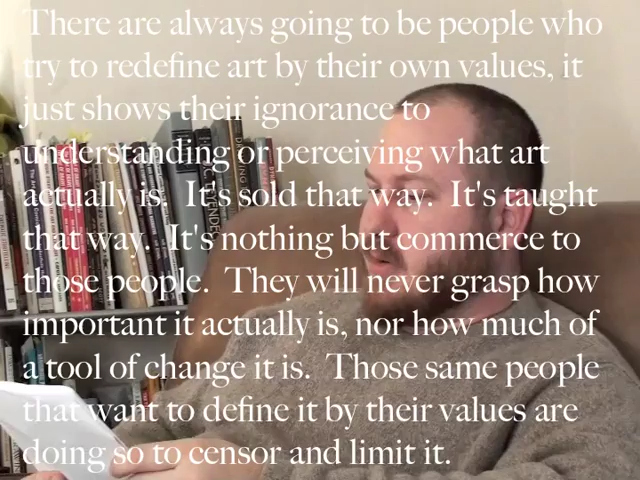 There are always going to be people who
try to redefine art by their own values, it
just shows their ignorance to
understanding or perceiving what art
actually is.  It's sold that way.  It's taught
that way.  It's nothing but commerce to
those people.  They will never grasp how
important it actually is, nor how much of
a tool of change it is.  Those same people
that want to define it by their values are
doing so to censor and limit it.